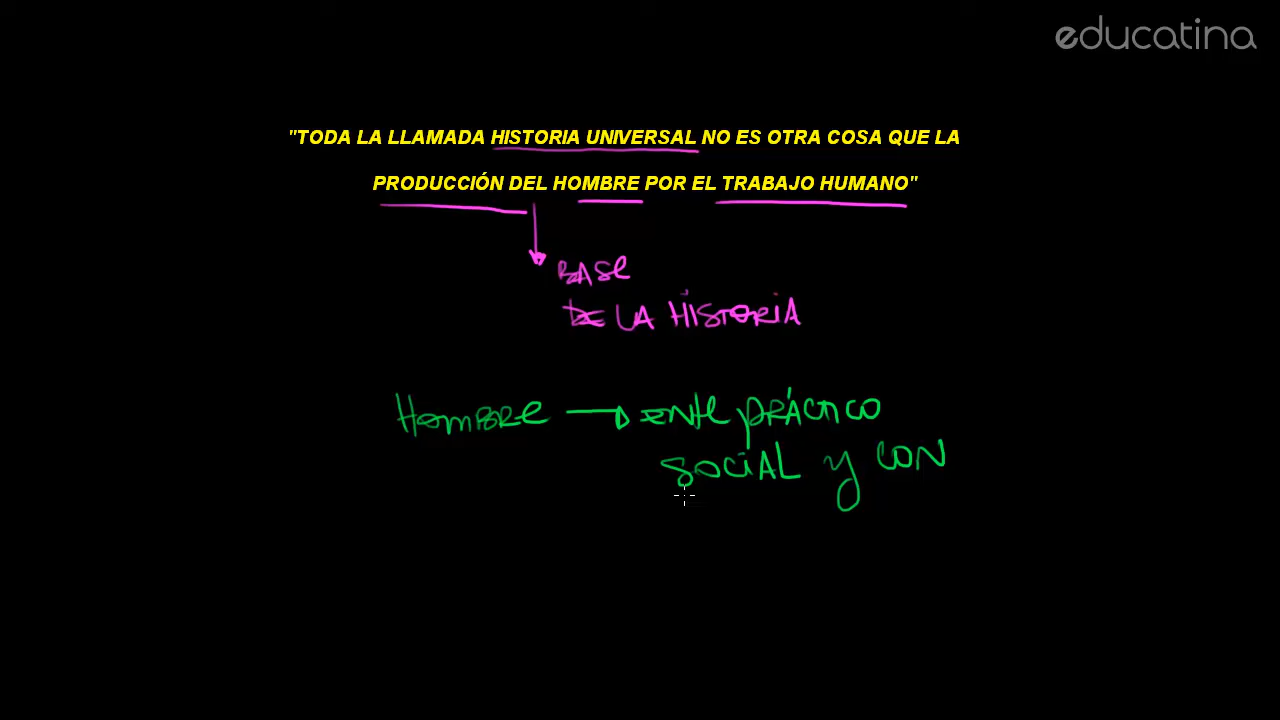 educatina
"TODA LA LLAMADA HISTORIA UNIVERSAL NO ES OTRA COSA QUE LA
PRODUCCIÓN DEL HOMBRE POR EL TRABAJO HUMANO"
BASE
DE LA HISTORIA
HOMBRE → ENTE PRÁCTICO
SOCIAL Y CON